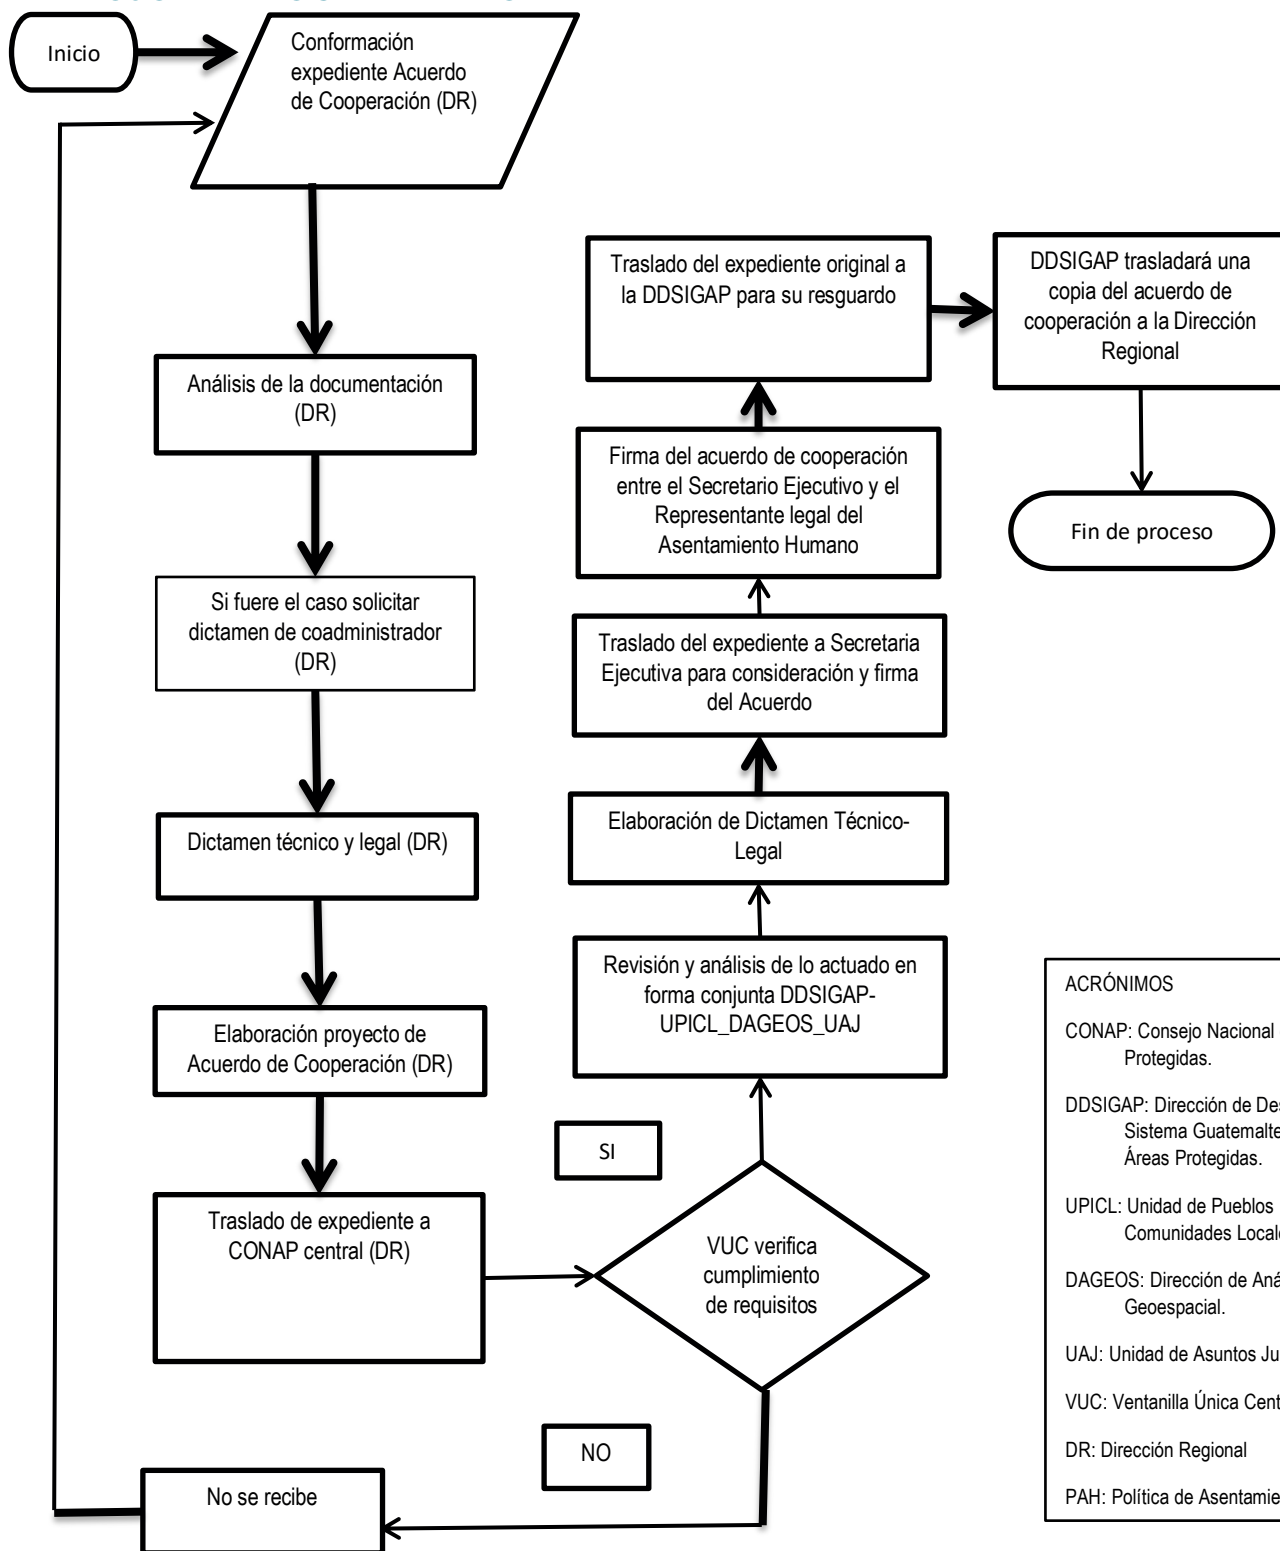 Inicio
Conformación
expediente Acuerdo
de Cooperación (DR)
Análisis de la documentación
(DR)
Si fuere el caso solicitar
dictamen de coadministrador
(DR)
Dictamen técnico y legal (DR)
Elaboración proyecto de
Acuerdo de Cooperación (DR)
Traslado de expediente a
CONAP central (DR)
VUC verifica
cumplimiento
de requisitos
SI
NO
No se recibe
Revisión y análisis de lo actuado en
forma conjunta DDSIGAP-
UPICL_DAGEOS_UAJ
Elaboración de Dictamen Técnico-
Legal
Traslado del expediente a Secretaria
Ejecutiva para consideración y firma
del Acuerdo
Firma del acuerdo de cooperación
entre el Secretario Ejecutivo y el
Representante legal del
Asentamiento Humano
Traslado del expediente original a
la DDSIGAP para su resguardo
DDSIGAP trasladará una
copia del acuerdo de
cooperación a la Dirección
Regional
Fin de proceso
ACRÓNIMOS
CONAP: Consejo Nacional
Protegidas.
DDSIGAP: Dirección de
Sistema
Áreas Protegidas.
UPICL: Unidad de Pueblos
Comunidades
DAGEOS: Dirección de
Geoespacial.
UAJ: Unidad de Asuntos
VUC: Ventanilla Única
DR: Dirección Regional
PAH: Política de